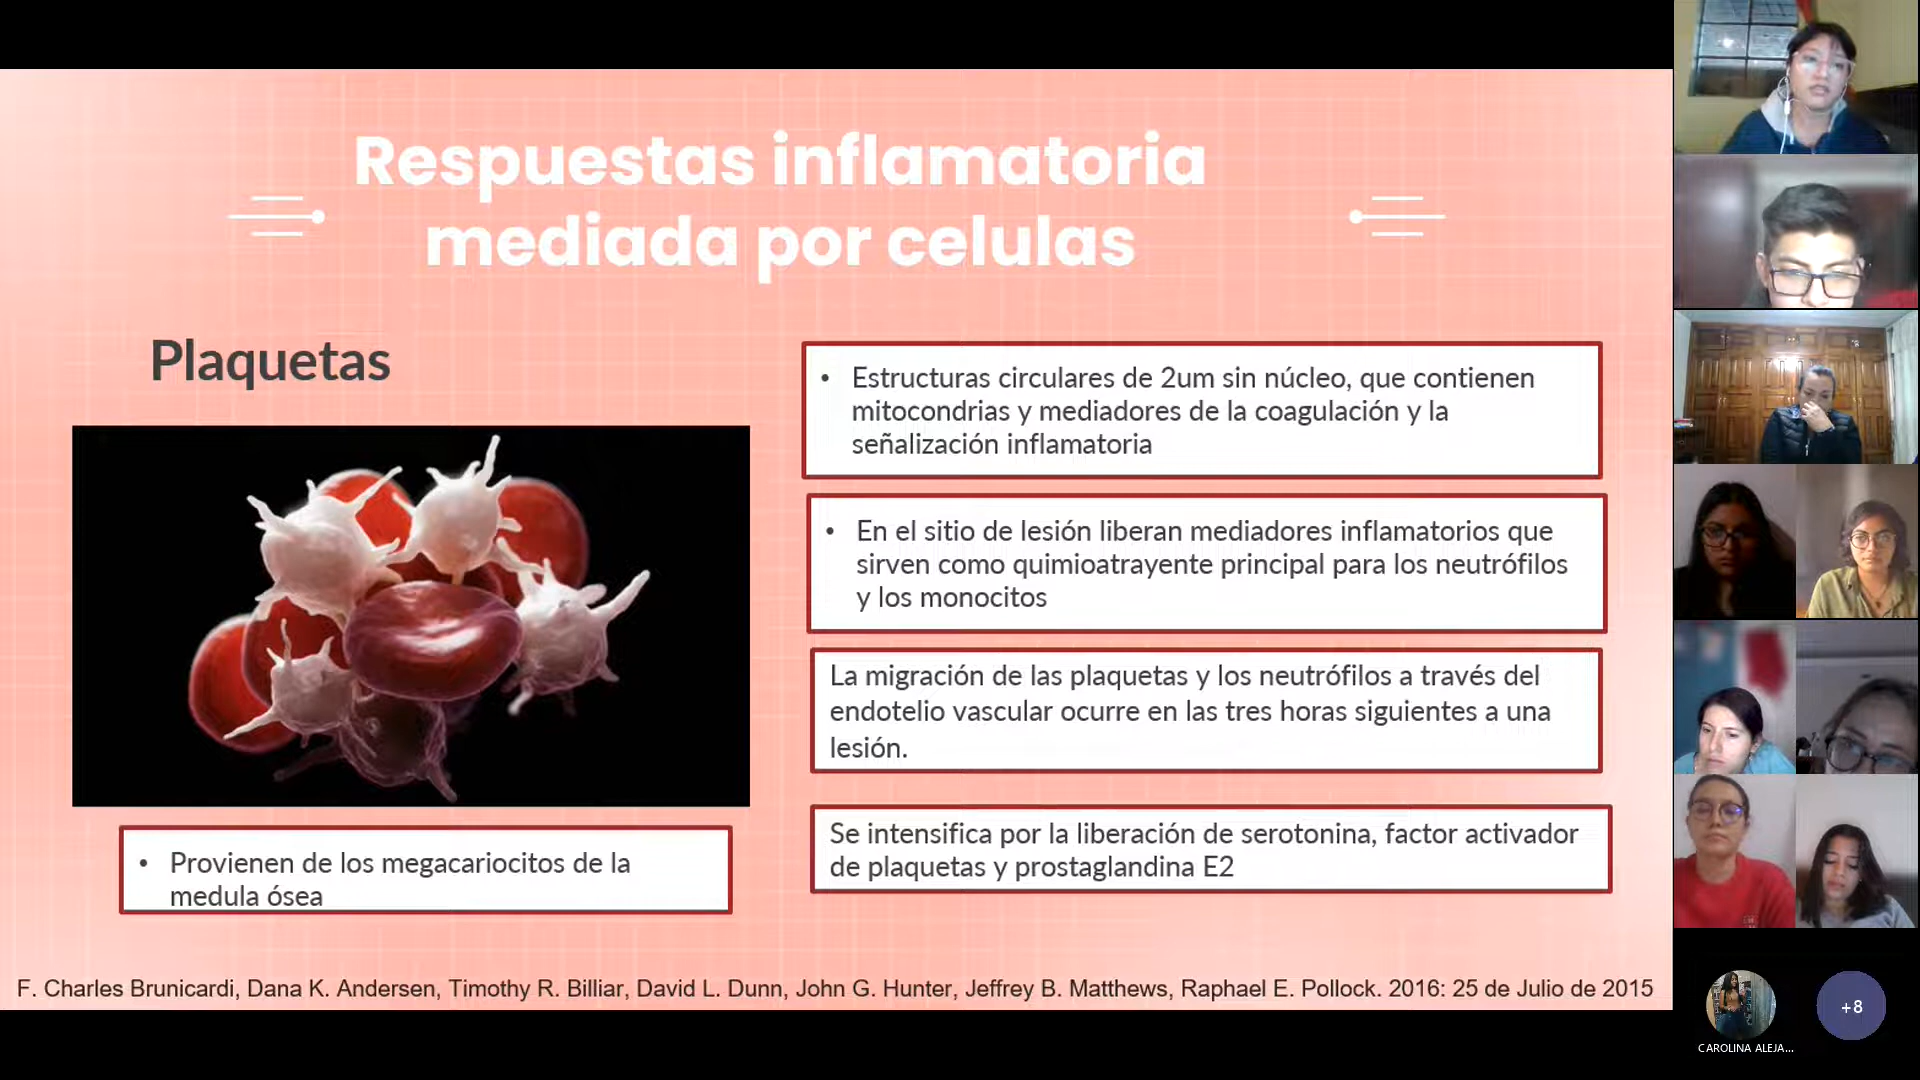 Respuestas inflamatoria
mediada por celulas
Plaquetas
• Provienen de los megacariocitos de la
medula ósea
• Estructuras circulares de 2um sin núcleo, que contienen
mitocondrias y mediadores de la coagulación y la
señalización inflamatoria
• En el sitio de lesión liberan mediadores inflamatorios que
sirven como quimioatrayente principal para los neutrófilos
y los monocitos
La migración de las plaquetas y los neutrófilos a través del
endotelio vascular ocurre en las tres horas siguientes a una
lesión.
Se intensifica por la liberación de serotonina, factor activador
de plaquetas y prostaglandina E2
F. Charles Brunicardi, Dana K. Andersen, Timothy R. Billiar, David L. Dunn, John G. Hunter, Jeffrey B. Matthews, Raphael E. Pollock. 2016: 25 de Julio de 2015
+8
CAROLINA ALEJA...